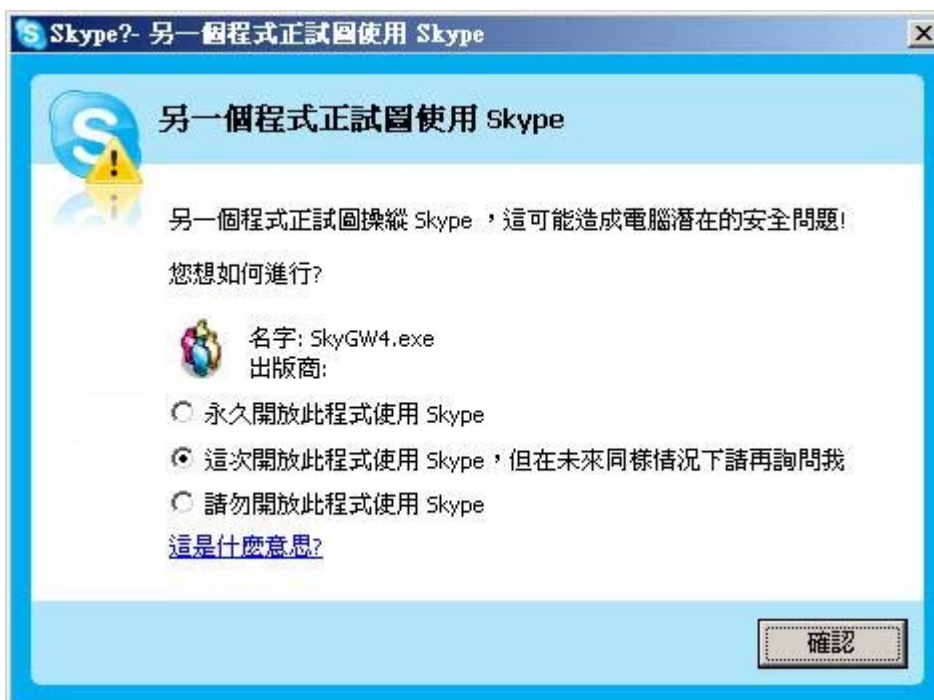 Skype?- 另一個程式正試圖使用 Skype
另一個程式正試圖使用 Skype
另一個程式正試圖操縱 Skype ，這可能造成電腦潛在的安全問題!
您想如何進行?
名字: SkyGW4.exe
出版商:
永久開放此程式使用 Skype
這次開放此程式使用 Skype，但在未來同樣情況下請再詢問我
請勿開放此程式使用 Skype
這是什麼意思?
確認